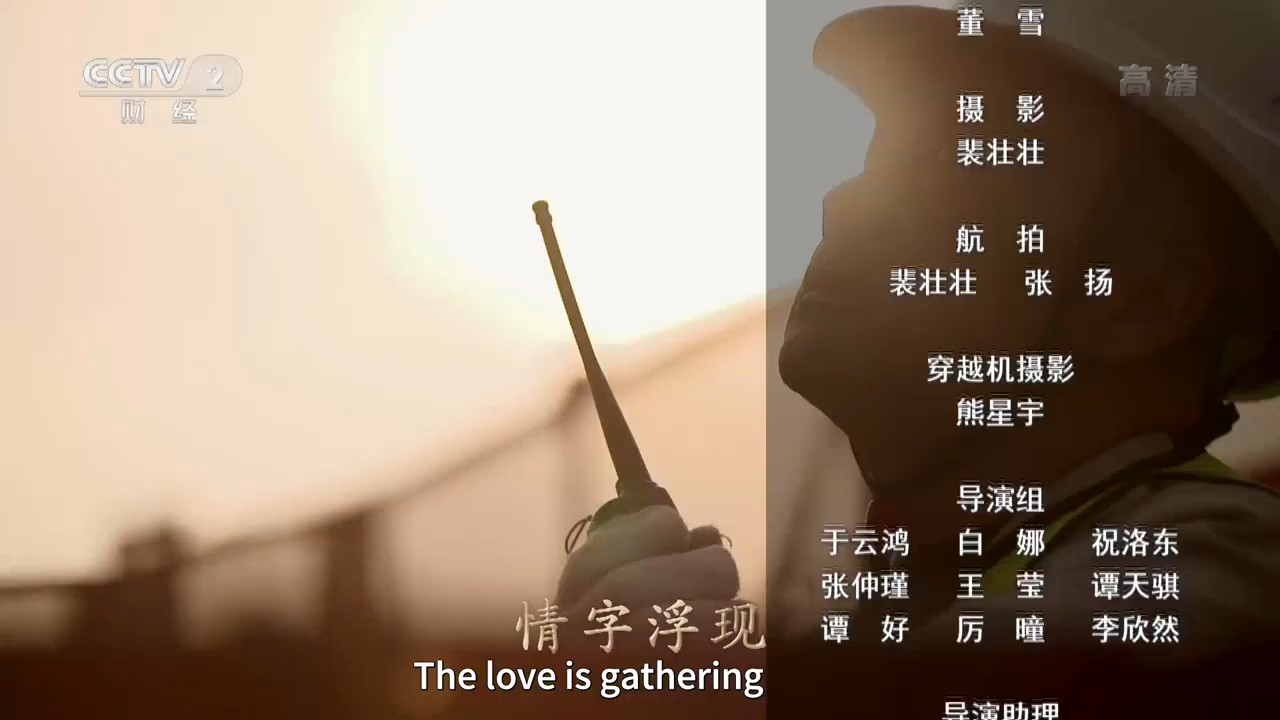 CCTV 2
财 经
高 清
董 雪
摄 影
裴壮壮
航 拍
裴壮壮 张 扬
穿越机摄影
熊星宇
导演组
于云鸿 白 娜 祝洛东
张仲瑾 王 莹 谭天骐
谭 好 厉 曈 李欣然
导演助理
情字浮现
The love is gathering